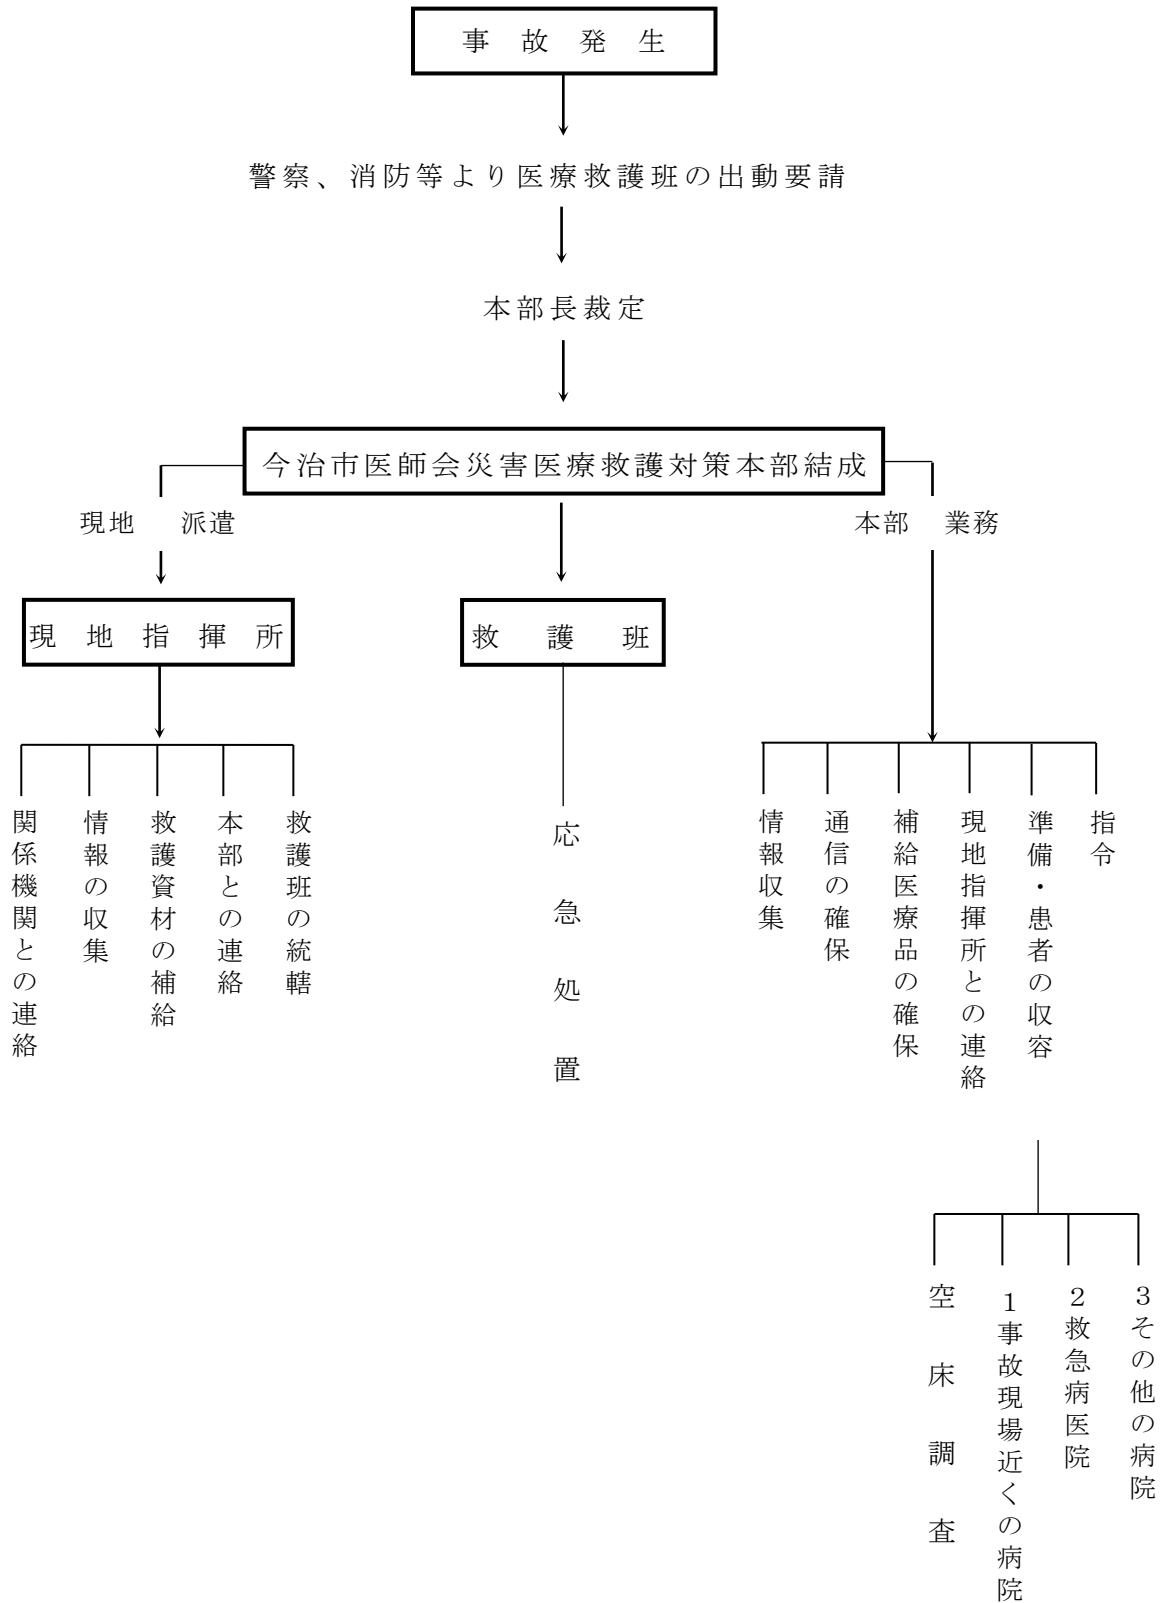 事故発生
警察、消防等より医療救護班の出動要請
本部長裁定
今治市医師会災害医療救護対策本部結成
現地 派遣
本部 業務
現地指揮所
救護班
関係機関との連絡
情報の収集
救護資材の補給
本部との連絡
救護班の統轄
応急処置
情報収集
通信の確保
補給医療品の確保
現地指揮所との連絡
準備・患者の収容
指令
空床調査
1事故現場近くの病院
2救急病医院
3その他の病院